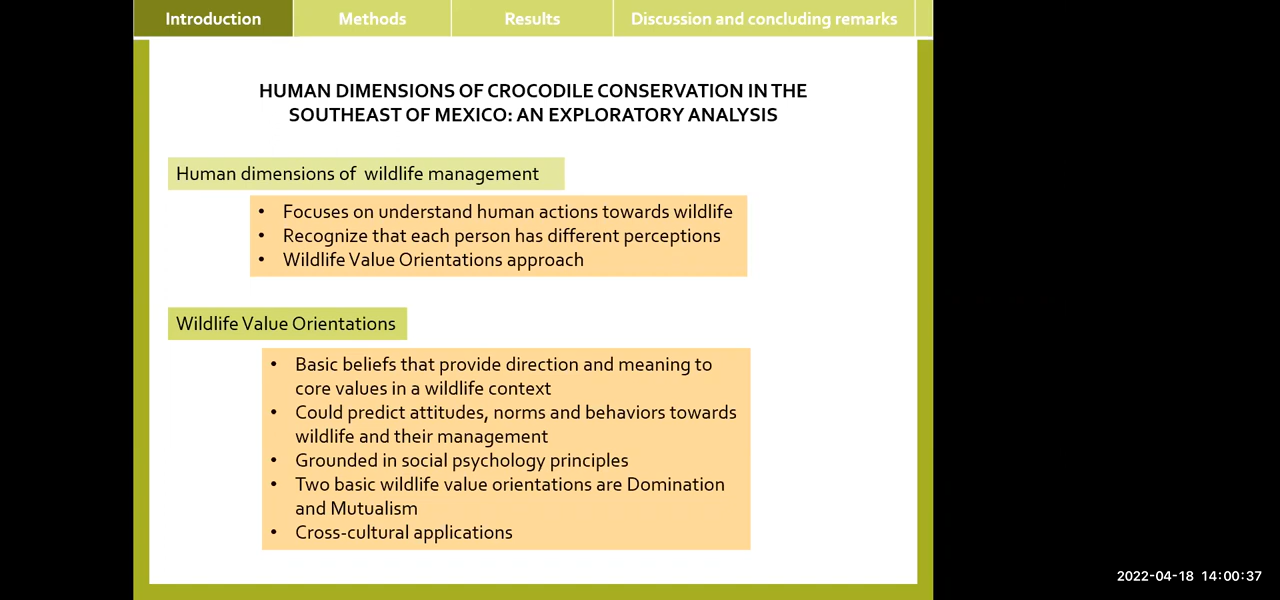 Introduction Methods Results Discussion and concluding remarks
HUMAN DIMENSIONS OF CROCODILE CONSERVATION IN THE
SOUTHEAST OF MEXICO: AN EXPLORATORY ANALYSIS
Human dimensions of wildlife management
• Focuses on understand human actions towards wildlife
• Recognize that each person has different perceptions
• Wildlife Value Orientations approach
Wildlife Value Orientations
• Basic beliefs that provide direction and meaning to
core values in a wildlife context
• Could predict attitudes, norms and behaviors towards
wildlife and their management
• Grounded in social psychology principles
• Two basic wildlife value orientations are Domination
and Mutualism
• Cross-cultural applications
2022-04-18 14:00:37